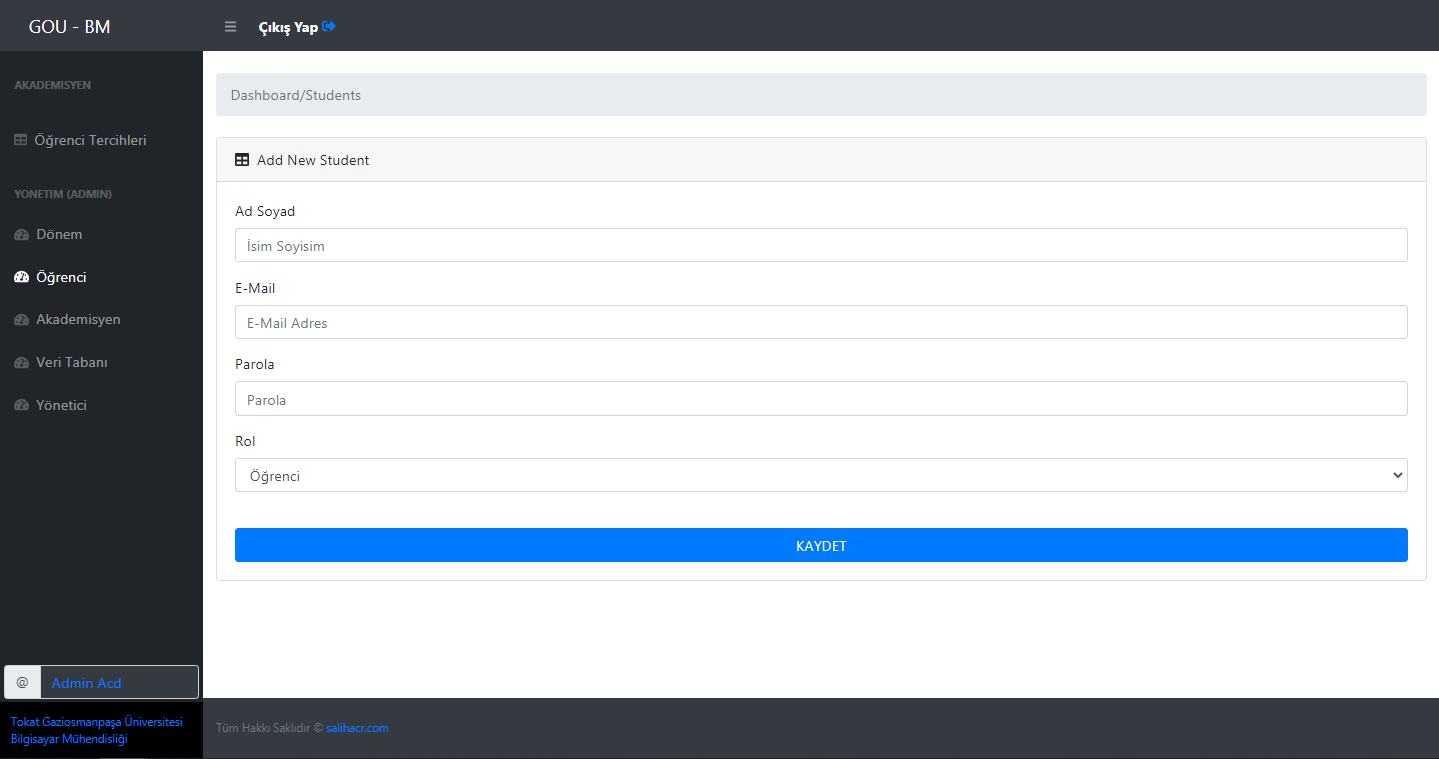 GOU - BM
Çıkış Yap
AKADEMİSYEN
Öğrenci Tercihleri
YONETIM (ADMIN)
Dönem
Öğrenci
Akademisyen
Veri Tabanı
Yönetici
@ Admin Acd
Tokat Gaziosmanpaşa Üniversitesi
Bilgisayar Mühendisliği
Dashboard/Students
Add New Student
Ad Soyad
İsim Soyisim
E-Mail
E-Mail Adres
Parola
Parola
Rol
Öğrenci
KAYDET
Tüm Hakkı Saklıdır © salihacr.com